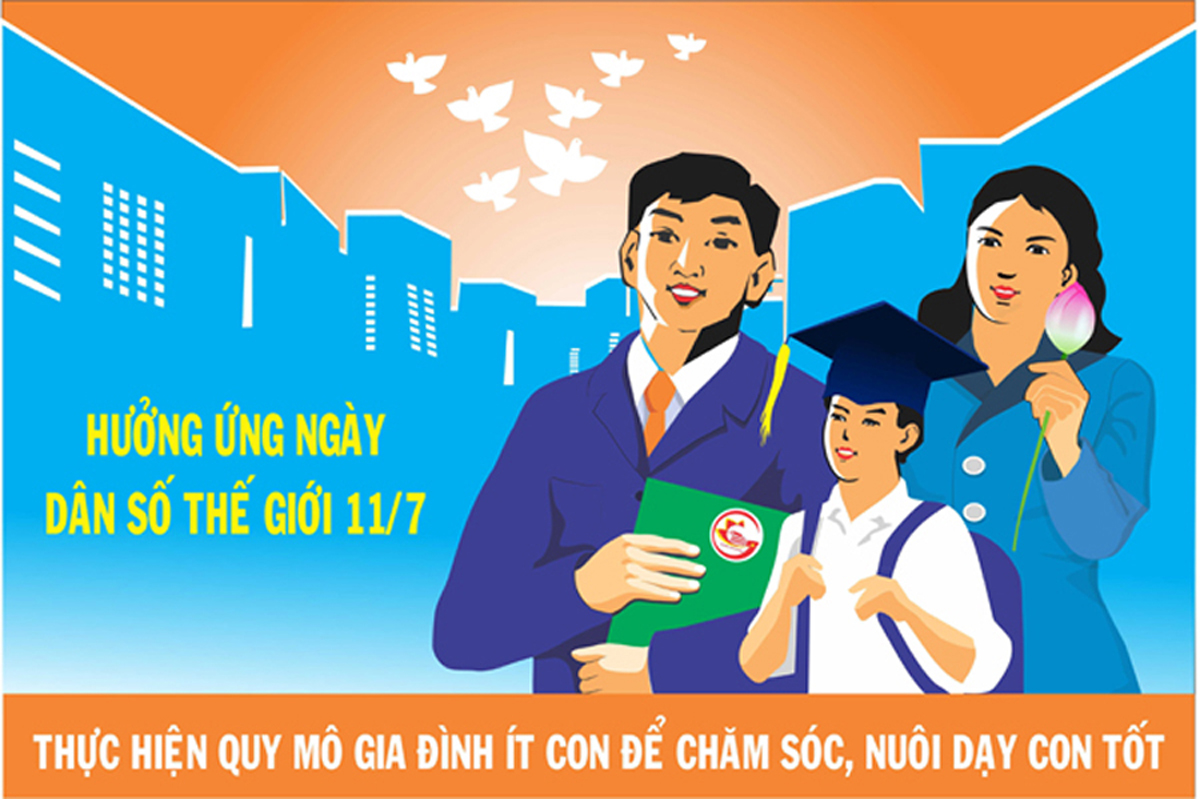 HƯỞNG ỨNG NGÀY
DÂN SỐ THẾ GIỚI 11/7
THỰC HIỆN QUY MÔ GIA ĐÌNH ÍT CON ĐỂ CHĂM SÓC, NUÔI DẠY CON TỐT